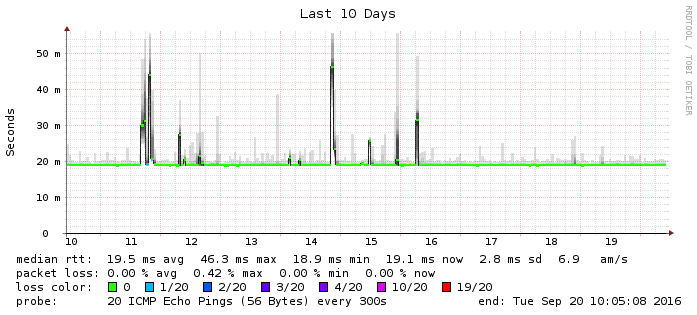 Last 10 Days
RRDTOOL / TOBI OETIKER
Seconds
50 m
40 m
30 m
20 m
10 m
0
10 11 12 13 14 15 16 17 18 19
median rtt: 19.5 ms avg 46.3 ms max 18.9 ms min 19.1 ms now 2.8 ms sd 6.9 am/s
packet loss: 0.00 % avg 0.42 % max 0.00 % min 0.00 % now
loss color: 0 1/20 2/20 3/20 4/20 10/20 19/20
probe: 20 ICMP Echo Pings (56 Bytes) every 300s end: Tue Sep 20 10:05:08 2016